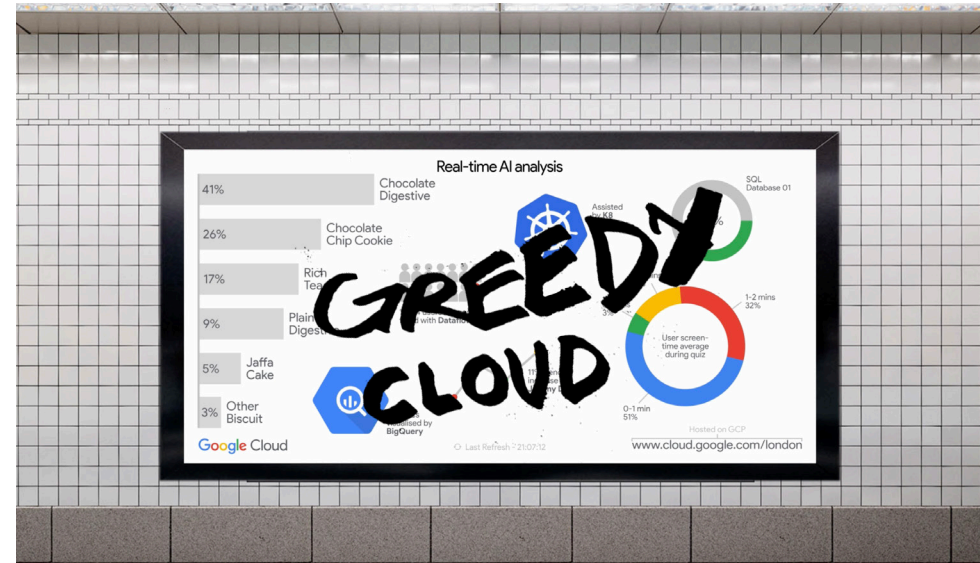 Real-time AI analysis
41%
Chocolate
Digestive
26%
Chocolate
Chip Cookie
17%
Rich
9%
Plain
5%
Jaffa
Cake
3%
Other
Biscuit
Google Cloud
GREEDY
CLOUD
Assisted
by K8
with Dataflow
BigQuery
Last Refresh - 21:07:12
SQL
Database 01
1-2 mins
32%
3%
User screen-
time average
during quiz
0-1 min
51%
Hosted on GCP
www.cloud.google.com/london